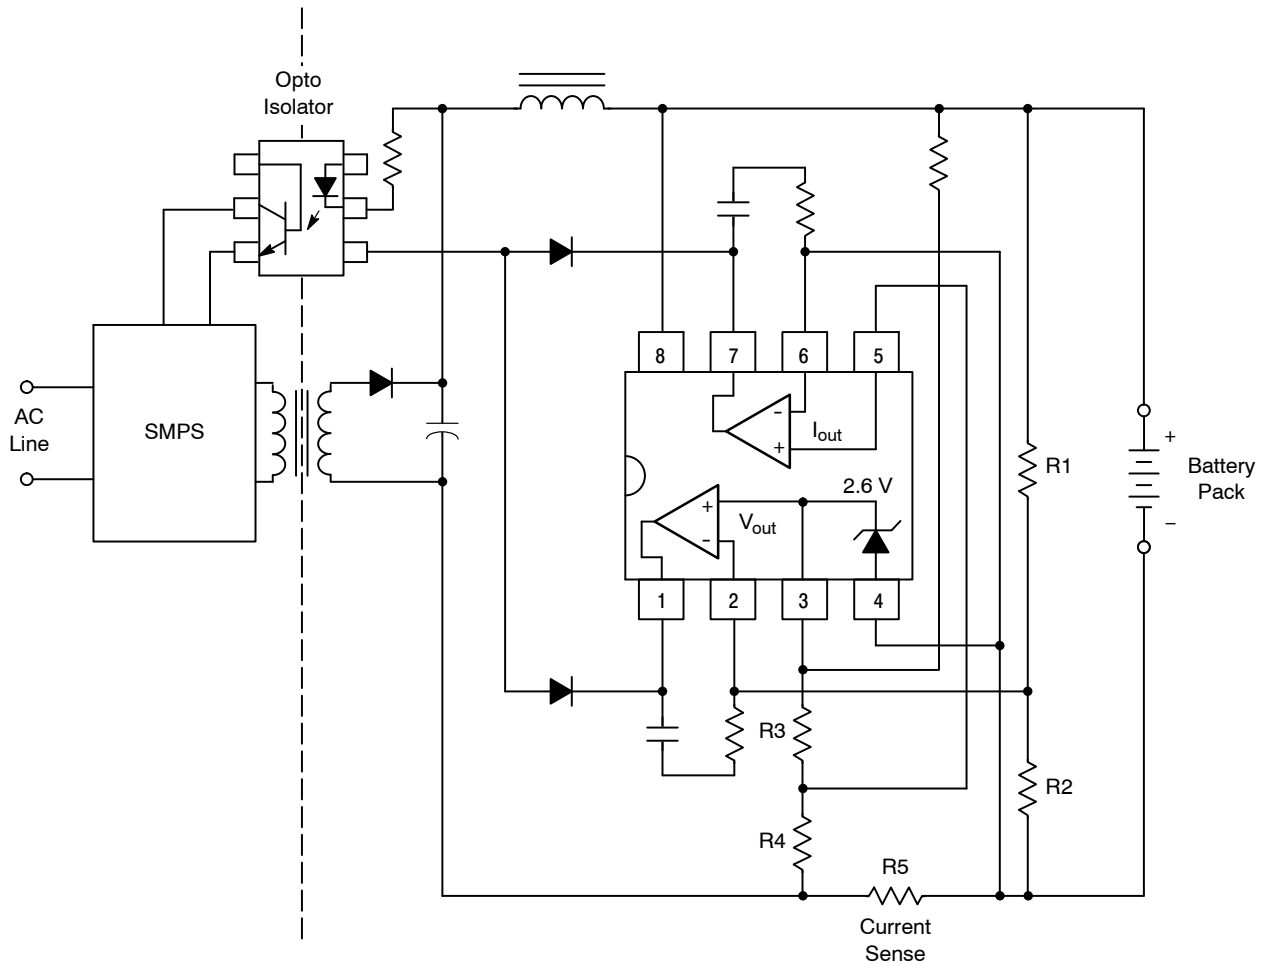 Opto
Isolator
8
7
6
5
AC
Line
SMPS
-
+
Iout
R1
+
Battery
Pack
–
2.6 V
+
-
Vout
1
2
3
4
R3
R2
R4
R5
Current
Sense